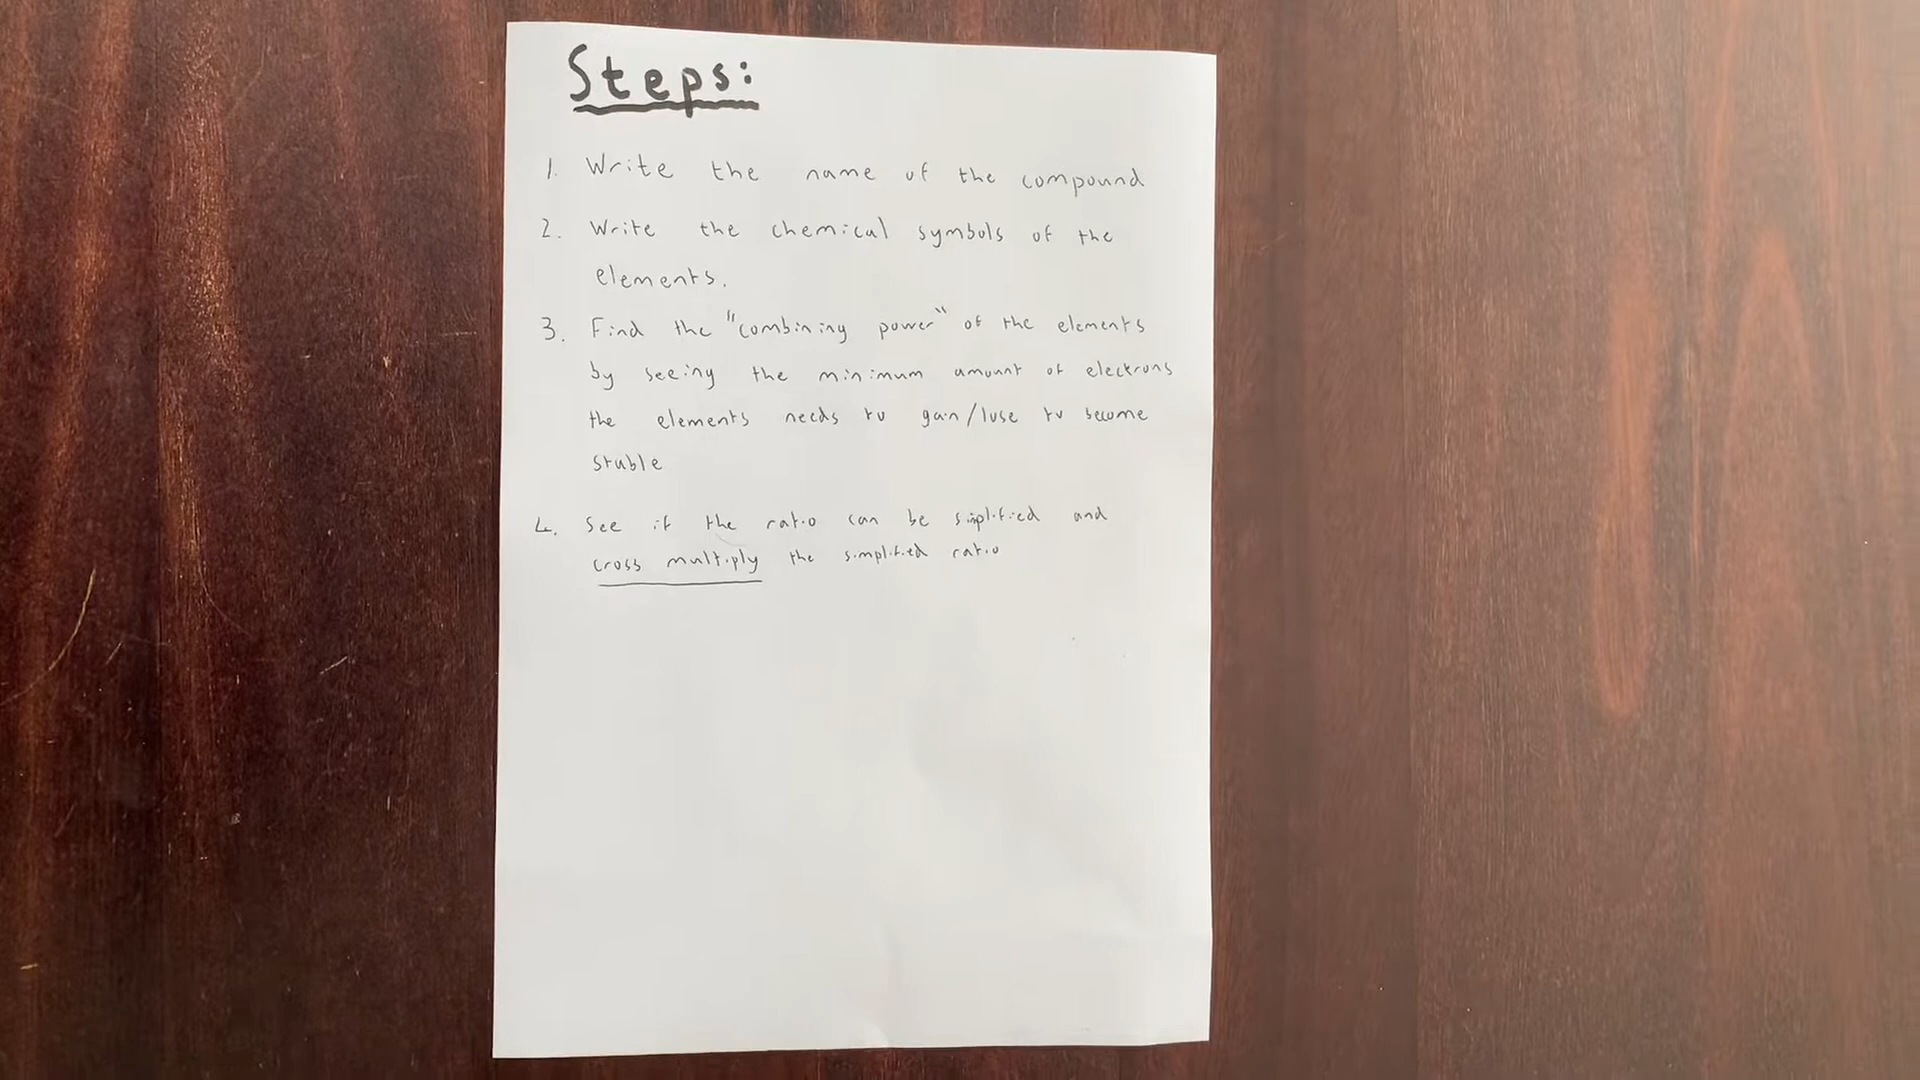 Steps:
1. Write the name of the compound
2. Write the chemical symbols of the
elements.
3. Find the "combining power" of the elements
by seeing the minimum amount of electrons
the elements needs to gain/lose to become
stable
4. See if the ratio can be simplified and
cross multiply the simplified ratio